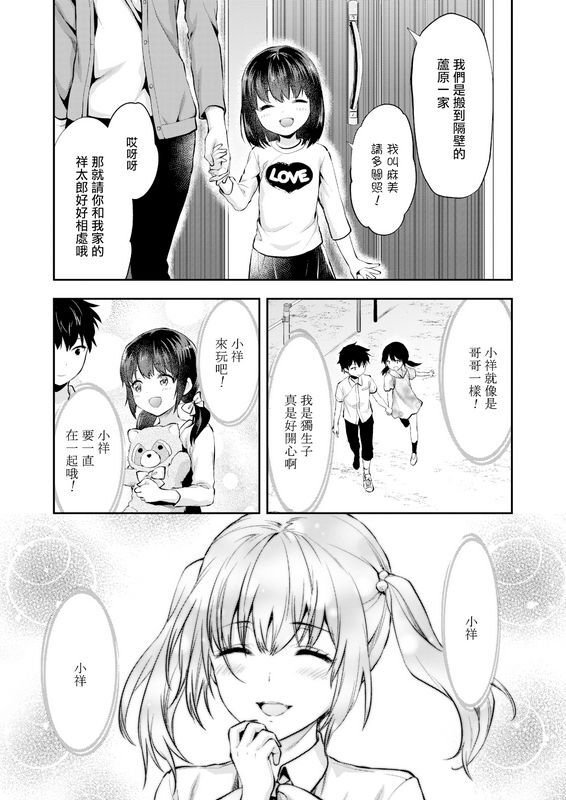 我們是搬到隔壁的
蘆原一家
我叫麻美
請多關照！
LOVE
哎呀呀
那就請你和我家的
祥太郎好好相處哦
小祥就像是
哥哥一樣！
我是獨生子
真是好開心啊
小祥
來玩吧！
小祥
要一直
在一起哦！
小祥
小祥